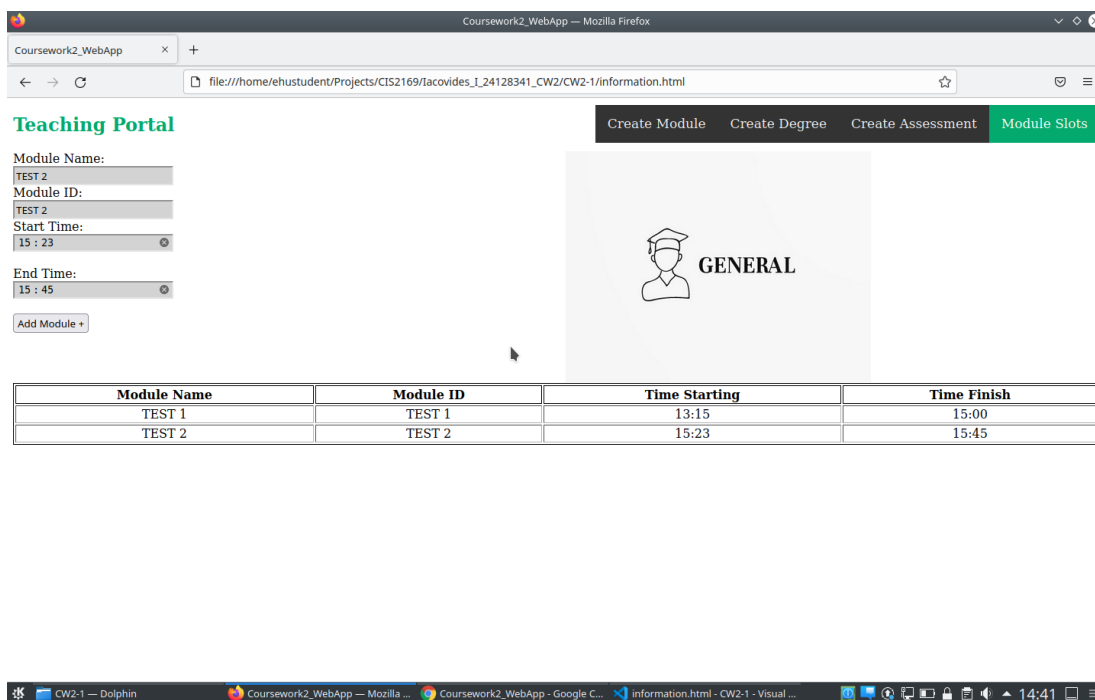 Coursework2_WebApp — Mozilla Firefox
Coursework2_WebApp
file:///home/ehustudent/Projects/CIS2169/Iacovides_I_24128341_CW2/CW2-1/information.html
Teaching Portal
Create Module Create Degree Create Assessment Module Slots
Module Name:
TEST 2
Module ID:
TEST 2
Start Time:
15 : 23
End Time:
15 : 45
Add Module +
GENERAL
Module Name Module ID Time Starting Time Finish
TEST 1 TEST 1 13:15 15:00
TEST 2 TEST 2 15:23 15:45
CW2-1 — Dolphin Coursework2_WebApp — Mozilla ... Coursework2_WebApp - Google C... information.html - CW2-1 - Visual ... 14:41